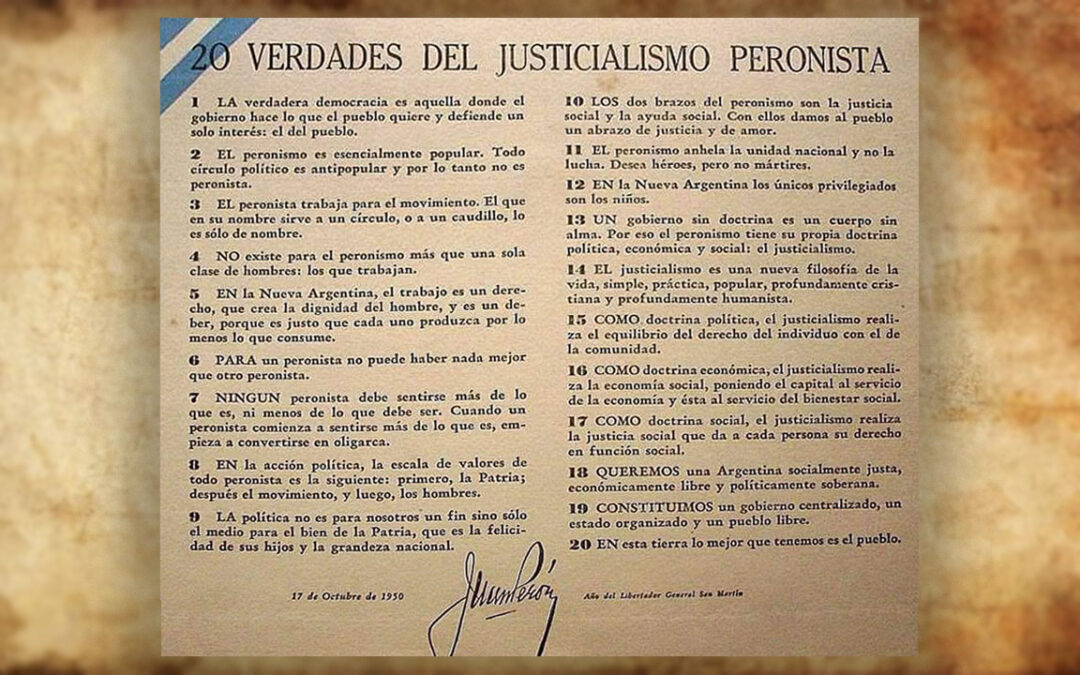 20 VERDADES DEL JUSTICIALISMO PERONISTA
1 LA verdadera democracia es aquella donde el
gobierno hace lo que el pueblo quiere y defiende un
solo interés: el del pueblo.
2 EL peronismo es esencialmente popular. Todo
círculo político es antipopular y por lo tanto no es
peronista.
3 EL peronista trabaja para el movimiento. El que
en su nombre sirve a un círculo, o a un caudillo, lo
es sólo de nombre.
4 NO existe para el peronismo más que una sola
clase de hombres: los que trabajan.
5 EN la Nueva Argentina, el trabajo es un dere-
cho, que crea la dignidad del hombre, y es un de-
ber, porque es justo que cada uno produzca por lo
menos lo que consume.
6 PARA un peronista no puede haber nada mejor
que otro peronista.
7 NINGUN peronista debe sentirse más de lo
que es, ni menos de lo que debe ser. Cuando un
peronista comienza a sentirse más de lo que es, em-
pieza a convertirse en oligarca.
8 EN la acción política, la escala de valores de
todo peronista es la siguiente: primero, la Patria;
después el movimiento, y luego, los hombres.
9 LA política no es para nosotros un fin sino sólo
el medio para el bien de la Patria, que es la felici-
dad de sus hijos y la grandeza nacional.
10 LOS dos brazos del peronismo son la justicia
social y la ayuda social. Con ellos damos al pueblo
un abrazo de justicia y de amor.
11 EL peronismo anhela la unidad nacional y no la
lucha. Desea héroes, pero no mártires.
12 EN la Nueva Argentina los únicos privilegiados
son los niños.
13 UN gobierno sin doctrina es un cuerpo sin
alma. Por eso el peronismo tiene su propia doctrina
política, económica y social: el justicialismo.
14 EL justicialismo es una nueva filosofía de la
vida, simple, práctica, popular, profundamente cris-
tiana y profundamente humanista.
15 COMO doctrina política, el justicialismo reali-
za el equilibrio del derecho del individuo con el de
la comunidad.
16 COMO doctrina económica, el justicialismo reali-
za la economía social, poniendo el capital al servicio
de la economía y ésta al servicio del bienestar social.
17 COMO doctrina social, el justicialismo realiza
la justicia social que da a cada persona su derecho
en función social.
18 QUEREMOS una Argentina socialmente justa,
económicamente libre y políticamente soberana.
19 CONSTITUIMOS un gobierno centralizado, un
estado organizado y un pueblo libre.
20 EN esta tierra lo mejor que tenemos es el pueblo.
17 de Octubre de 1950
Juan Perón
Año del Libertador General San Martín